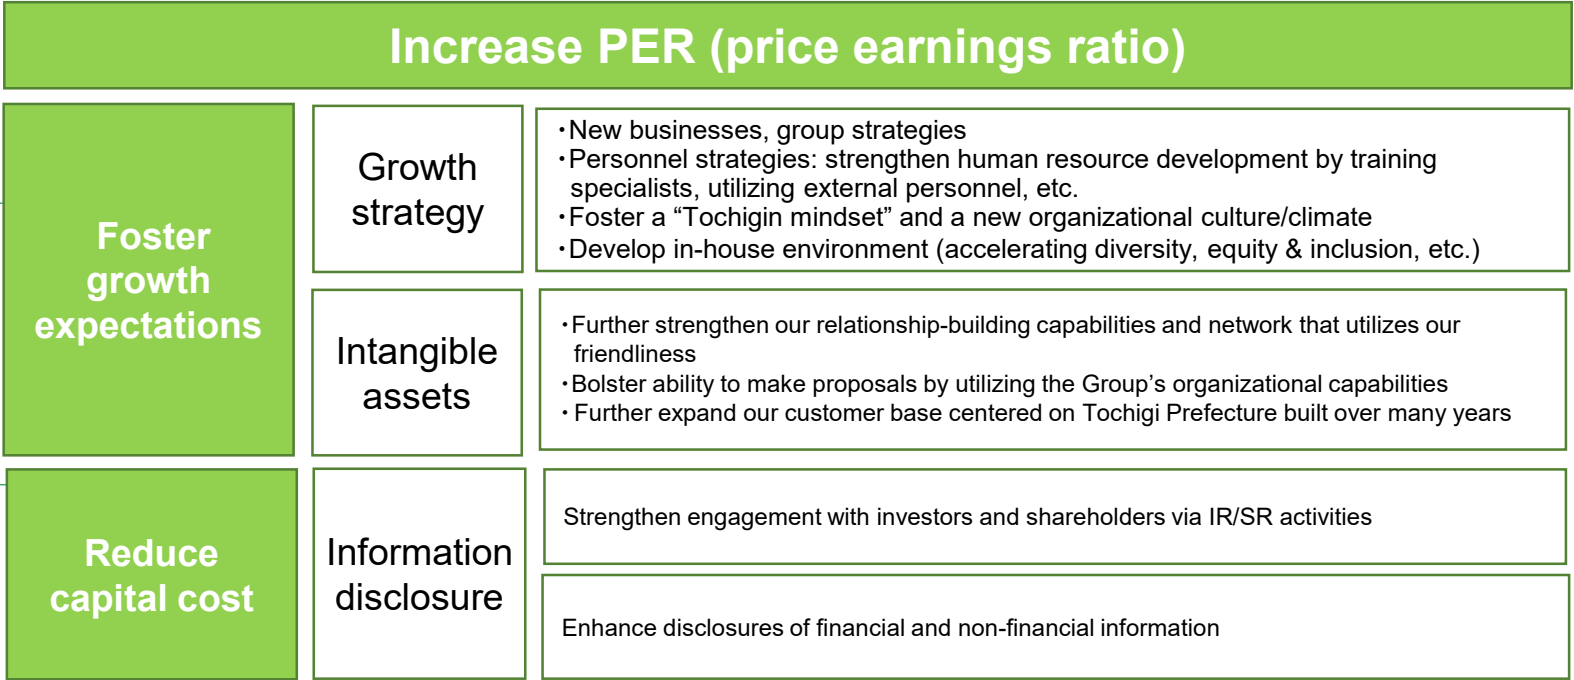 Increase PER (price earnings ratio)
Foster
growth
expectations
Growth
strategy
・New businesses, group strategies
・Personnel strategies: strengthen human resource development by training
specialists, utilizing external personnel, etc.
・Foster a “Tochigin mindset” and a new organizational culture/climate
・Develop in-house environment (accelerating diversity, equity & inclusion, etc.)
Intangible
assets
・Further strengthen our relationship-building capabilities and network that utilizes our
friendliness
・Bolster ability to make proposals by utilizing the Group’s organizational capabilities
・Further expand our customer base centered on Tochigi Prefecture built over many years
Reduce
capital cost
Information
disclosure
Strengthen engagement with investors and shareholders via IR/SR activities
Enhance disclosures of financial and non-financial information